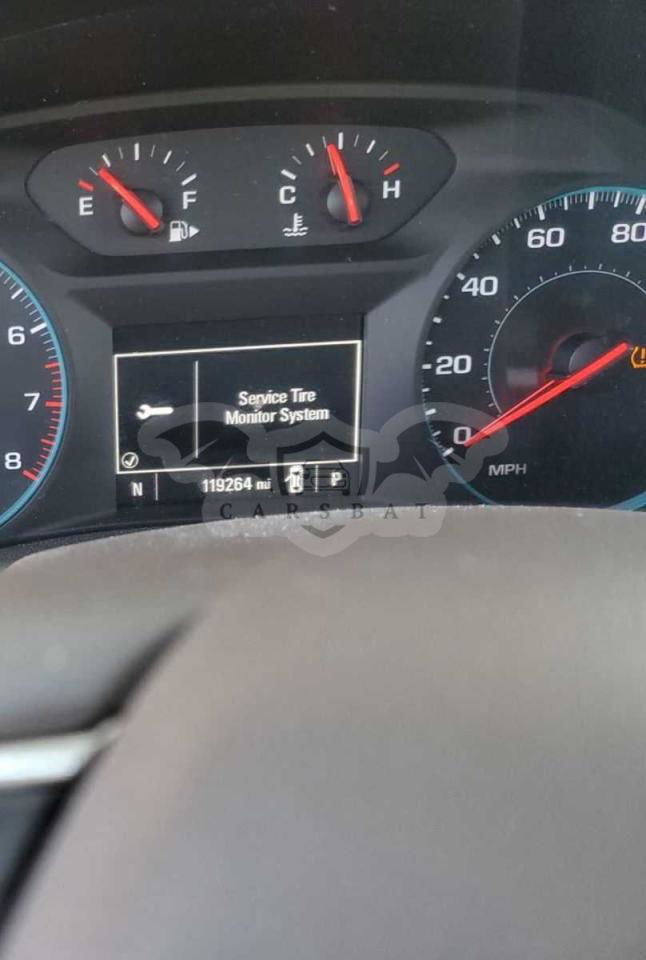 E F
C H
60 80
40
6
20
7
Service Tire
Monitor System
0
8
MPH
N 119264 mi P
CARSBAT